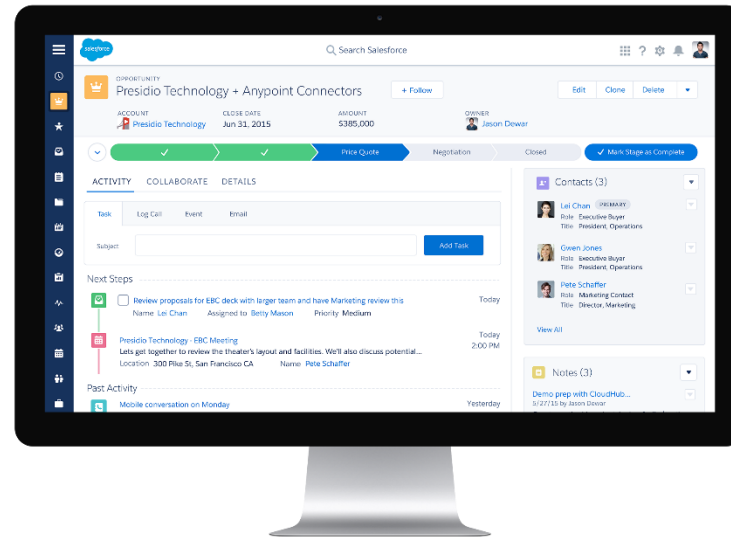 salesforce
Search Salesforce
?
OPPORTUNITY
Presidio Technology + Anypoint Connectors
+ Follow
Edit Clone Delete
ACCOUNT CLOSE DATE AMOUNT OWNER
Presidio Technology Jun 31, 2015 $385,000 Jason Dewar
Price Quote Negotiation Closed Mark Stage as Complete
ACTIVITY COLLABORATE DETAILS
Task Log Call Event Email
Subject Add Task
Next Steps
Review proposals for EBC deck with larger team and have Marketing review this Today
Name Lei Chan Assigned to Betty Mason Priority Medium
Presidio Technology - EBC Meeting Today
Lets get together to review the theater's layout and facilities. We'll also discuss potential... 2:00 PM
Location 300 Pike St, San Francisco CA Name Pete Schaffer
Past Activity
Mobile conversation on Monday Yesterday
Contacts (3)
Lei Chan PRIMARY
Role Executive Buyer
Title President, Operations
Gwen Jones
Role Executive Buyer
Title President, Operations
Pete Schaffer
Role Marketing Contact
Title Director, Marketing
View All
Notes (3)
Demo prep with CloudHub...
5/27/15 by Jason Dewar